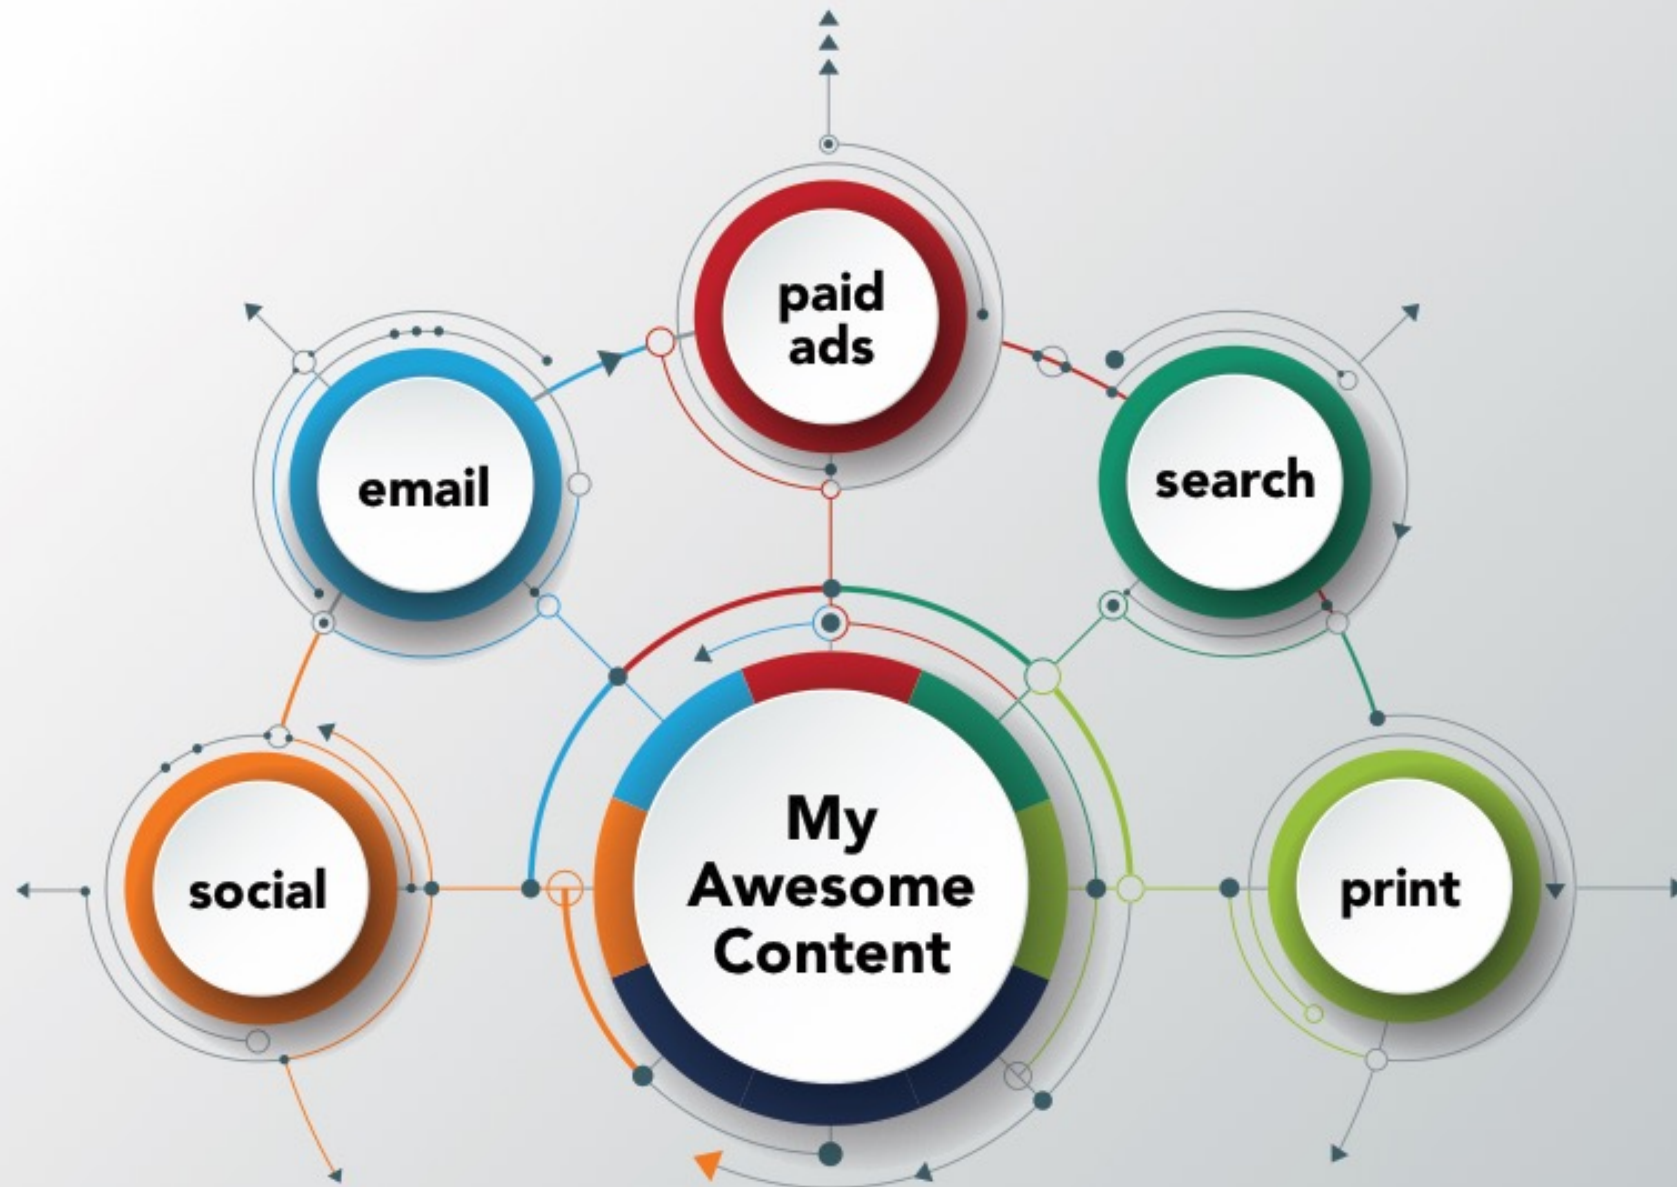 paid
ads
email
search
social
My
Awesome
Content
print